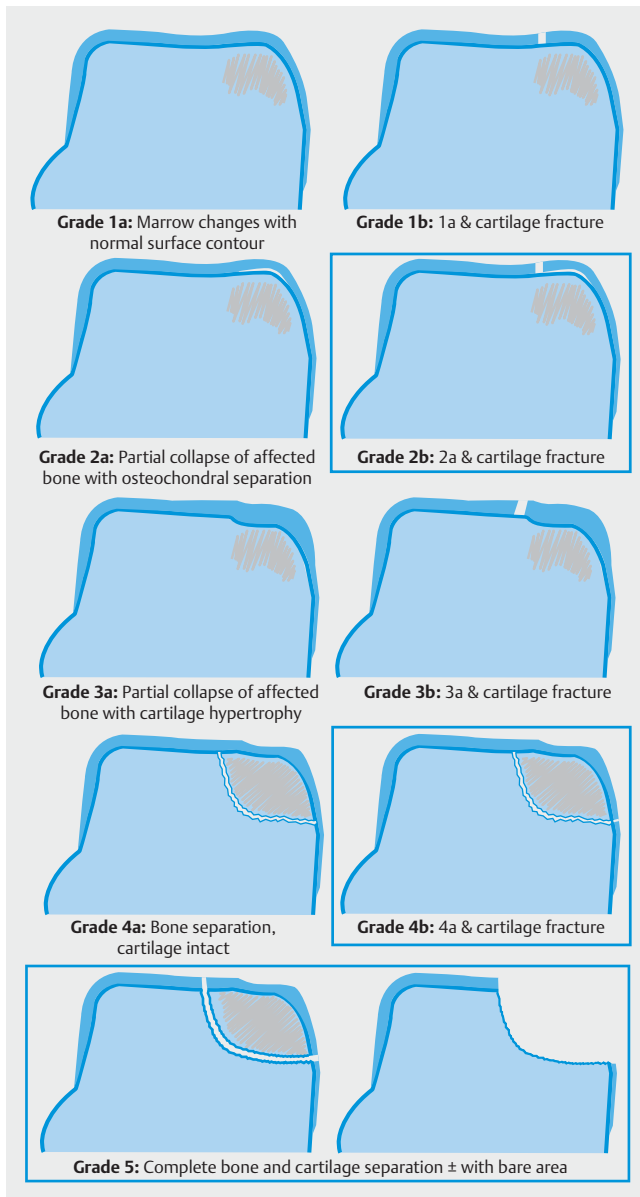 Grade 1a: Marrow changes with
normal surface contour
Grade 1b: 1a & cartilage fracture
Grade 2a: Partial collapse of affected
bone with osteochondral separation
Grade 2b: 2a & cartilage fracture
Grade 3a: Partial collapse of affected
bone with cartilage hypertrophy
Grade 3b: 3a & cartilage fracture
Grade 4a: Bone separation,
cartilage intact
Grade 4b: 4a & cartilage fracture
Grade 5: Complete bone and cartilage separation ± with bare area